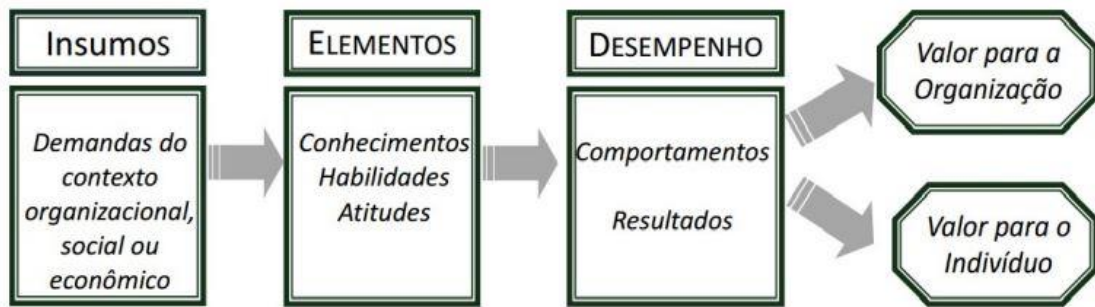 Insumos
Demandas do
contexto
organizacional,
social ou
econômico
ELEMENTOS
Conhecimentos
Habilidades
Atitudes
DESEMPENHO
Comportamentos
Resultados
Valor para a
Organização
Valor para o
Indivíduo